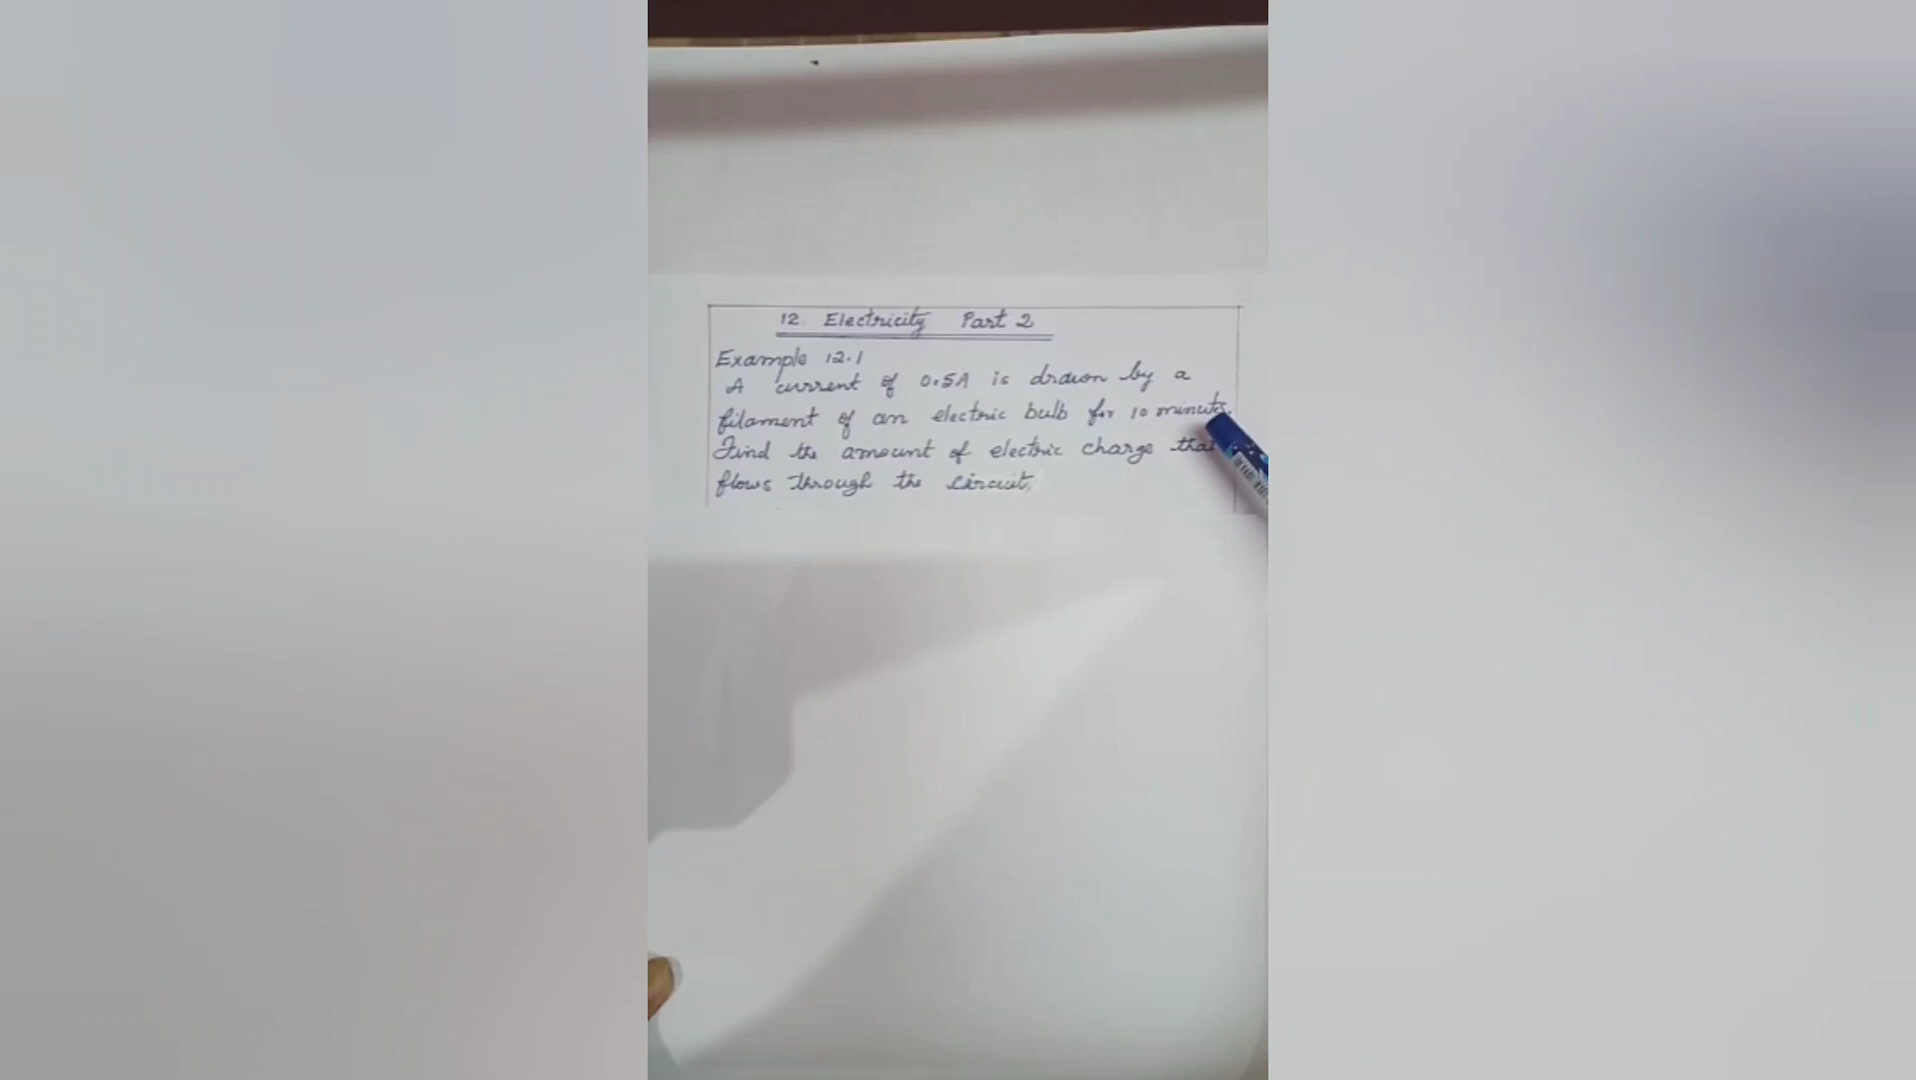 12. Electricity Part 2
Example 12.1
A current of 0.5A is drawn by a
filament of an electric bulb for 10 minutes.
Find the amount of electric charge that
flows through the circuit.